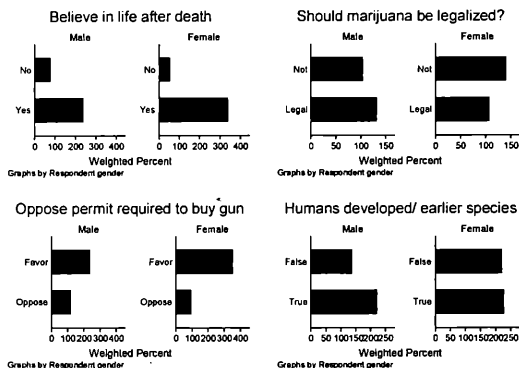 Believe in life after death
Male Female
No No
Yes Yes
0 100 200 300 400 0 100 200 300 400
Weighted Percent
Graphs by Respondent gender
Should marijuana be legalized?
Male Female
Not Not
Legal Legal
0 50 100 150 0 50 100 150
Weighted Percent
Graphs by Respondent gender
Oppose permit required to buy gun
Male Female
Favor Favor
Oppose Oppose
0 100200300400 0 100200300400
Weighted Percent
Graphs by Respondent gender
Humans developed/ earlier species
Male Female
False False
True True
0 50100150200250 0 50100150200250
Weighted Percent
Graphs by Respondent gender